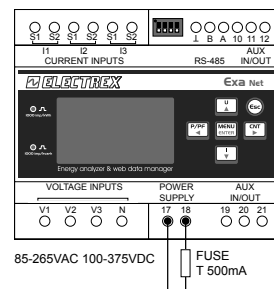 S1 S2 S1 S2 S1 S2
I1 I2 I3
CURRENT INPUTS
⊥ B A 10 11 12
RS-485
AUX
IN/OUT
ELECTREX
Exa Net
U
Esc
P/PF
MENU
ENTER
CNT
I
Energy analyzer & web data manager
VOLTAGE INPUTS
POWER
SUPPLY
AUX
IN/OUT
V1 V2 V3 N 17 18 19 20 21
85-265VAC 100-375VDC
FUSE
T 500mA